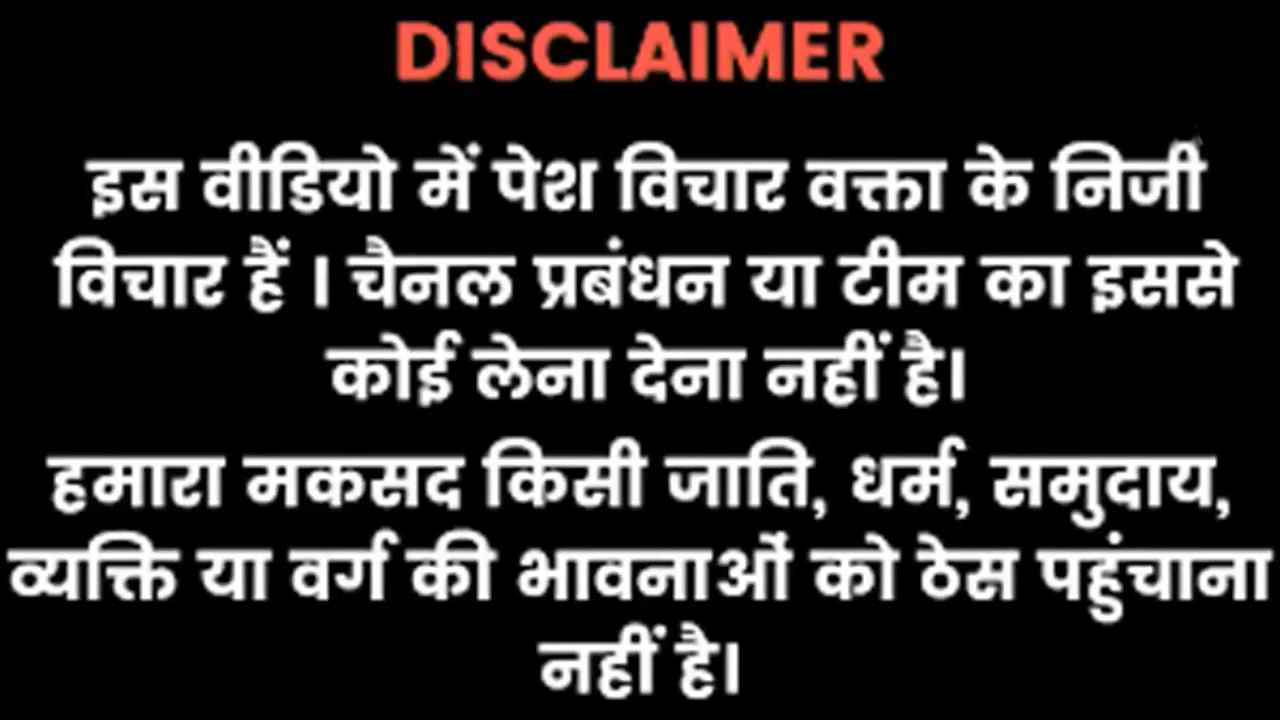 DISCLAIMER
इस वीडियो में पेश विचार वक्ता के निजी
विचार हैं । चैनल प्रबंधन या टीम का इससे
कोई लेना देना नहीं है।
हमारा मकसद किसी जाति, धर्म, समुदाय,
व्यक्ति या वर्ग की भावनाओं को ठेस पहुंचाना
नहीं है।